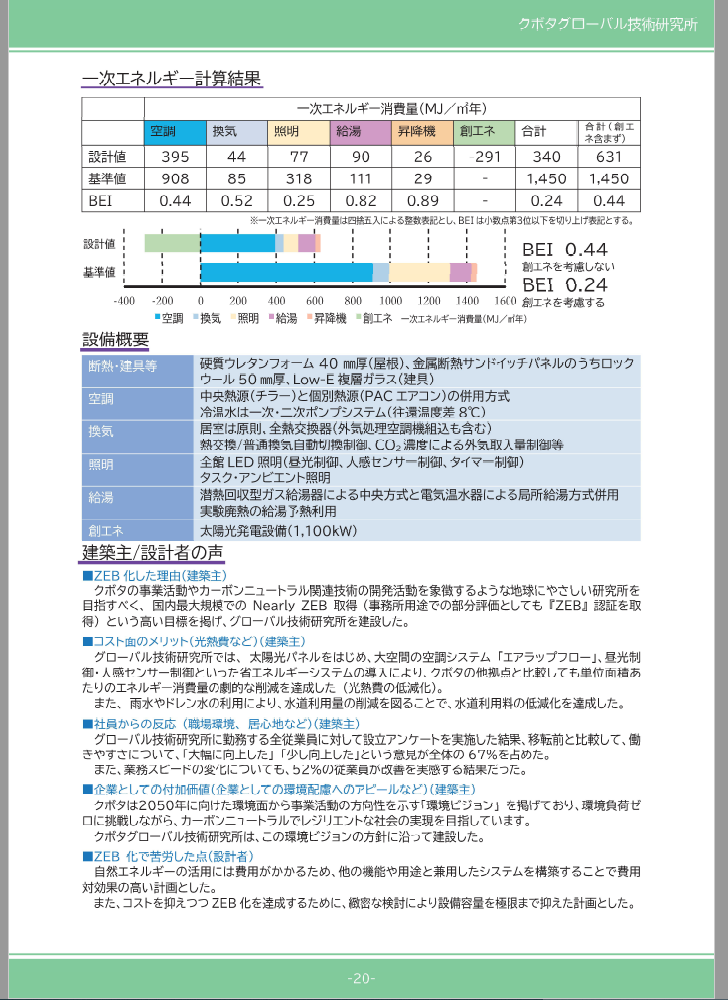 クボタグローバル技術研究所
一次エネルギー計算結果
一次エネルギー消費量(MJ／㎡年)
空調 換気 照明 給湯 昇降機 創エネ 合計 合計(創エネ含まず)
設計値 395 44 77 90 26 -291 340 631
基準値 908 85 318 111 29 - 1,450 1,450
BEI 0.44 0.52 0.25 0.82 0.89 - 0.24 0.44
※一次エネルギー消費量は四捨五入による整数表記とし、BEIは小数点第3位以下を切り上げ表記とする。
設計値
基準値
-400 -200 0 200 400 600 800 1000 1200 1400 1600
■空調 ■換気 ■照明 ■給湯 ■昇降機 ■創エネ 一次エネルギー消費量(MJ／㎡年)
BEI 0.44
創エネを考慮しない
BEI 0.24
創エネを考慮する
設備概要
断熱・建具等 硬質ウレタンフォーム 40 ㎜厚(屋根)、金属断熱サンドイッチパネルのうちロック
ウール 50 ㎜厚、Low-E 複層ガラス(建具)
空調 中央熱源(チラー)と個別熱源(PACエアコン)の併用方式
冷温水は一次・二次ポンプシステム(往還温度差 8℃)
換気 居室は原則、全熱交換器(外気処理空調機組込も含む)
熱交換/普通換気自動切換制御、CO₂濃度による外気取入量制御等
照明 全館 LED 照明(昼光制御、人感センサー制御、タイマー制御)
タスク・アンビエント照明
給湯 潜熱回収型ガス給湯器による中央方式と電気温水器による局所給湯方式併用
実験廃熱の給湯予熱利用
創エネ 太陽光発電設備(1,100kW)
建築主/設計者の声
■ZEB 化した理由(建築主)
クボタの事業活動やカーボンニュートラル関連技術の開発活動を象徴するような地球にやさしい研究所を
目指すべく、国内最大規模での Nearly ZEB 取得（事務所用途での部分評価としても『ZEB』認証を取
得）という高い目標を掲げ、グローバル技術研究所を建設した。
■コスト面のメリット(光熱費など)(建築主)
グローバル技術研究所では、太陽光パネルをはじめ、大空間の空調システム「エアラップフロー」、昼光制
御・人感センサー制御といった省エネルギーシステムの導入により、クボタの他拠点と比較しても単位面積あ
たりのエネルギー消費量の劇的な削減を達成した（光熱費の低減化)。
また、雨水やドレン水の利用により、水道利用量の削減を図ることで、水道利用料の低減化を達成した。
■社員からの反応（職場環境、居心地など)(建築主)
グローバル技術研究所に勤務する全従業員に対して設立アンケートを実施した結果、移転前と比較して、働
きやすさについて、「大幅に向上した」「少し向上した」という意見が全体の 67％を占めた。
また、業務スピードの変化についても、52％の従業員が改善を実感する結果だった。
■企業としての付加価値(企業としての環境配慮へのアピールなど)(建築主)
クボタは2050年に向けた環境面から事業活動の方向性を示す「環境ビジョン」を掲げており、環境負荷ゼ
ロに挑戦しながら、カーボンニュートラルでレジリエントな社会の実現を目指しています。
クボタグローバル技術研究所は、この環境ビジョンの方針に沿って建設した。
■ZEB 化で苦労した点(設計者)
自然エネルギーの活用には費用がかかるため、他の機能や用途と兼用したシステムを構築することで費用
対効果の高い計画とした。
また、コストを抑えつつ ZEB 化を達成するために、緻密な検討により設備容量を極限まで抑えた計画とした。
-20-